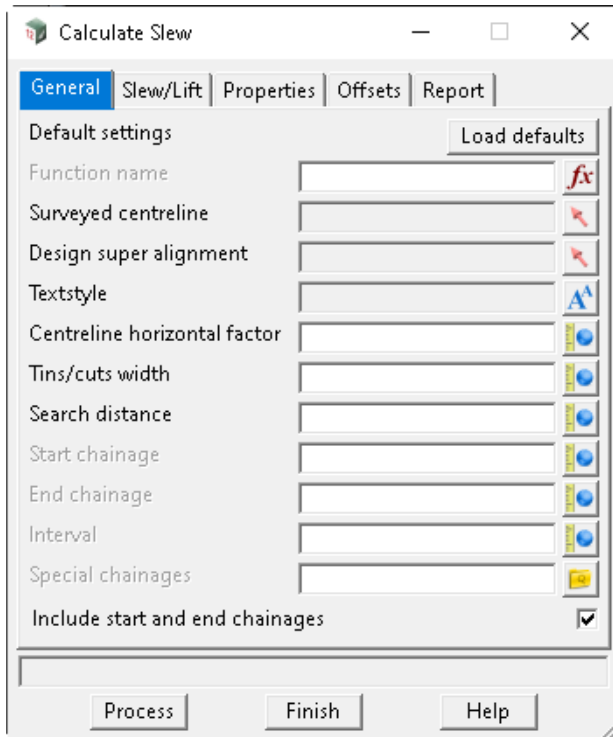 Calculate Slew
General Slew/Lift Properties Offsets Report
Default settings Load defaults
Function name fx
Surveyed centreline
Design super alignment
Textstyle AA
Centreline horizontal factor
Tins/cuts width
Search distance
Start chainage
End chainage
Interval
Special chainages
Include start and end chainages
Process Finish Help